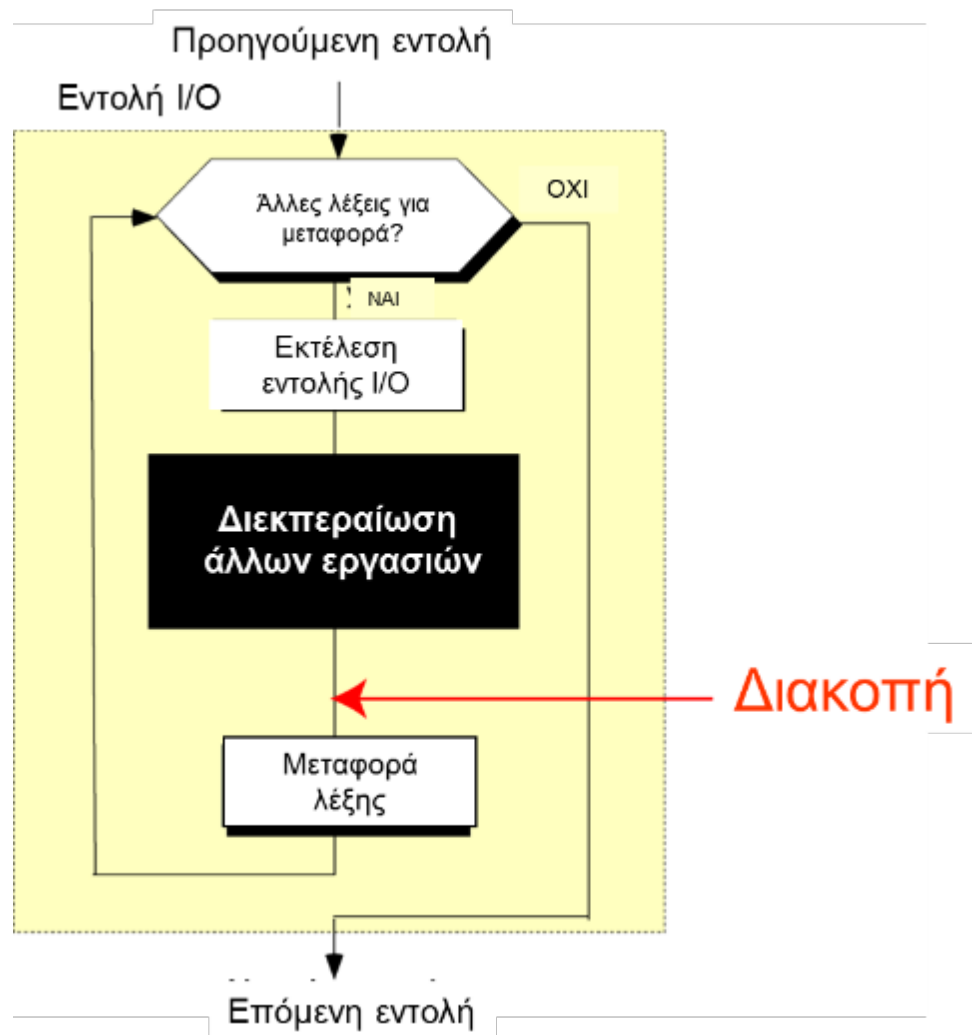 Προηγούμενη εντολή
Εντολή I/O
Άλλες λέξεις για
μεταφορά?
ΟΧΙ
ΝΑΙ
Εκτέλεση
εντολής I/O
Διεκπεραίωση
άλλων εργασιών
Διακοπή
Μεταφορά
λέξης
Επόμενη εντολή